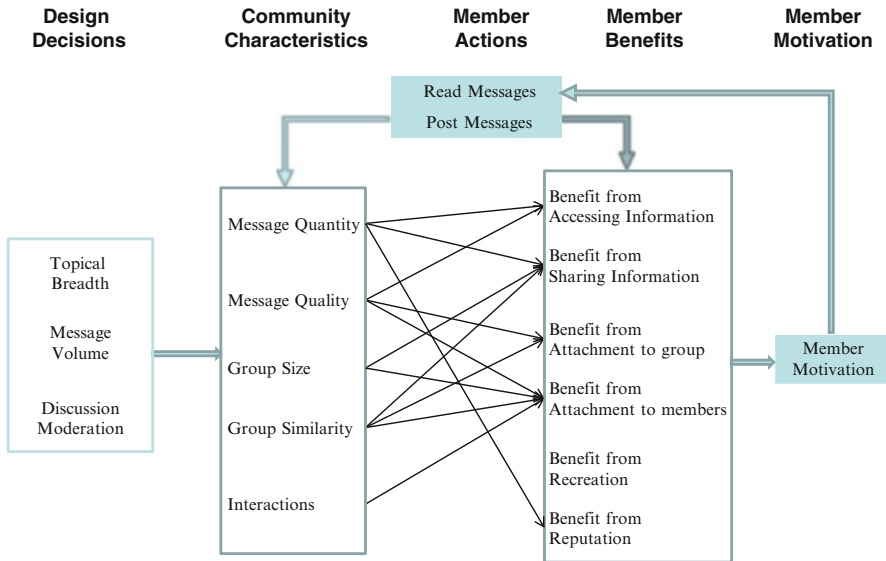 Design
Decisions
Community
Characteristics
Member
Actions
Member
Benefits
Member
Motivation
Read Messages
Post Messages
Topical
Breadth
Message
Volume
Discussion
Moderation
Message Quantity
Message Quality
Group Size
Group Similarity
Interactions
Benefit from
Accessing Information
Benefit from
Sharing Information
Benefit from
Attachment to group
Benefit from
Attachment to members
Benefit from
Recreation
Benefit from
Reputation
Member
Motivation